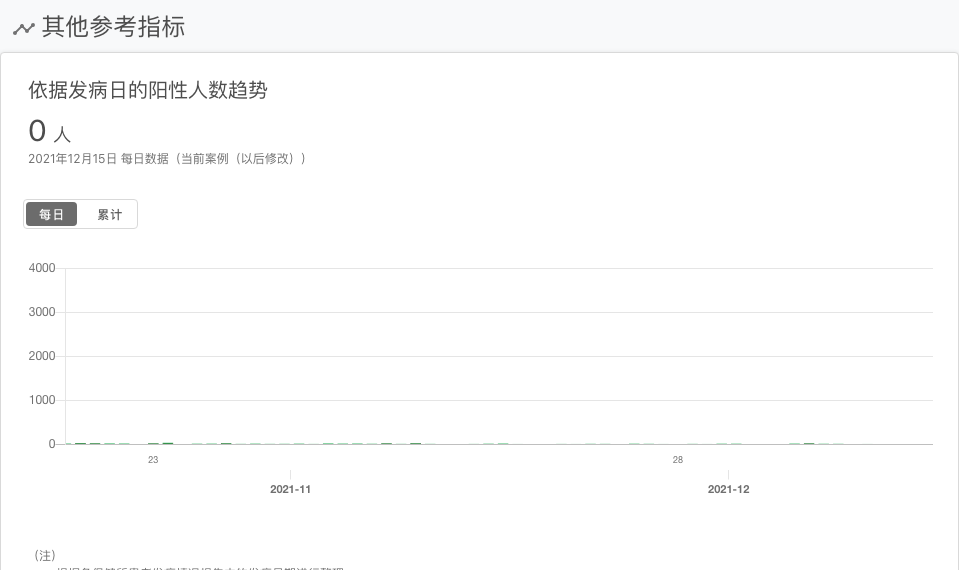 其他参考指标
依据发病日的阳性人数趋势
0 人
2021年12月15日 每日数据（当前案例（以后修改））
每日 累计
4000
3000
2000
1000
0
23 28
2021-11 2021-12
（注）